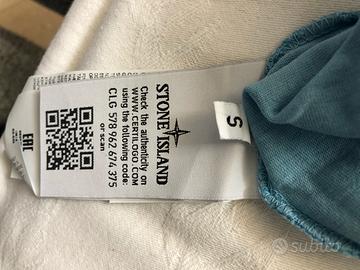 STONE ISLAND
Check the authenticity on
WWW.CERTILOGO.COM
using the following code:
CLG 578 962 674 375
or scan
S
EAC
subito